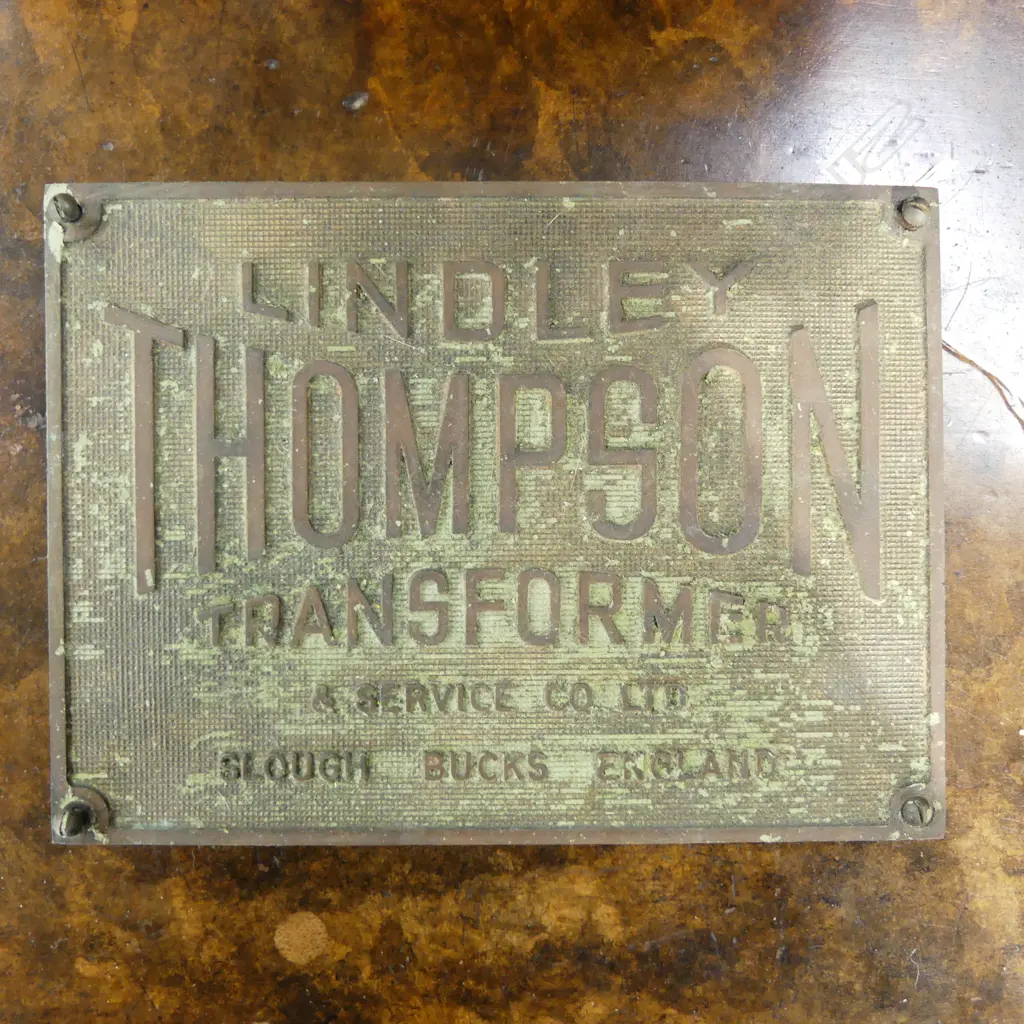 LINDLEY
THOMPSON
TRANSFORMER
& SERVICE CO LTD
SLOUGH BUCKS ENGLAND